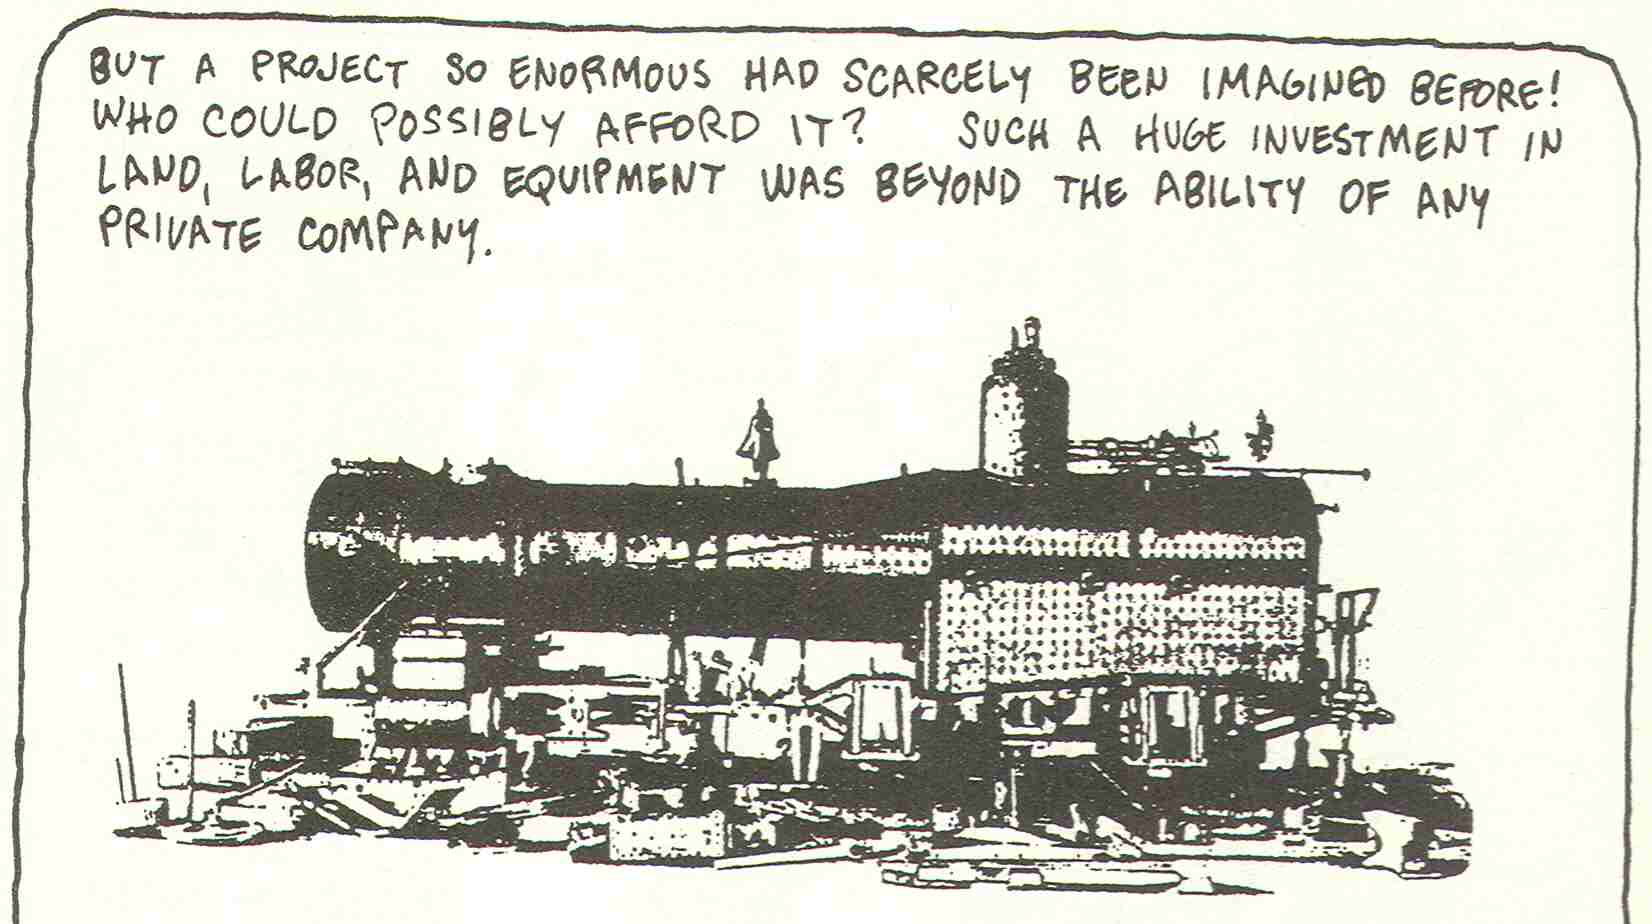 BUT A PROJECT SO ENORMOUS HAD SCARCELY BEEN IMAGINED BEFORE!
WHO COULD POSSIBLY AFFORD IT? SUCH A HUGE INVESTMENT IN
LAND, LABOR, AND EQUIPMENT WAS BEYOND THE ABILITY OF ANY
PRIVATE COMPANY.